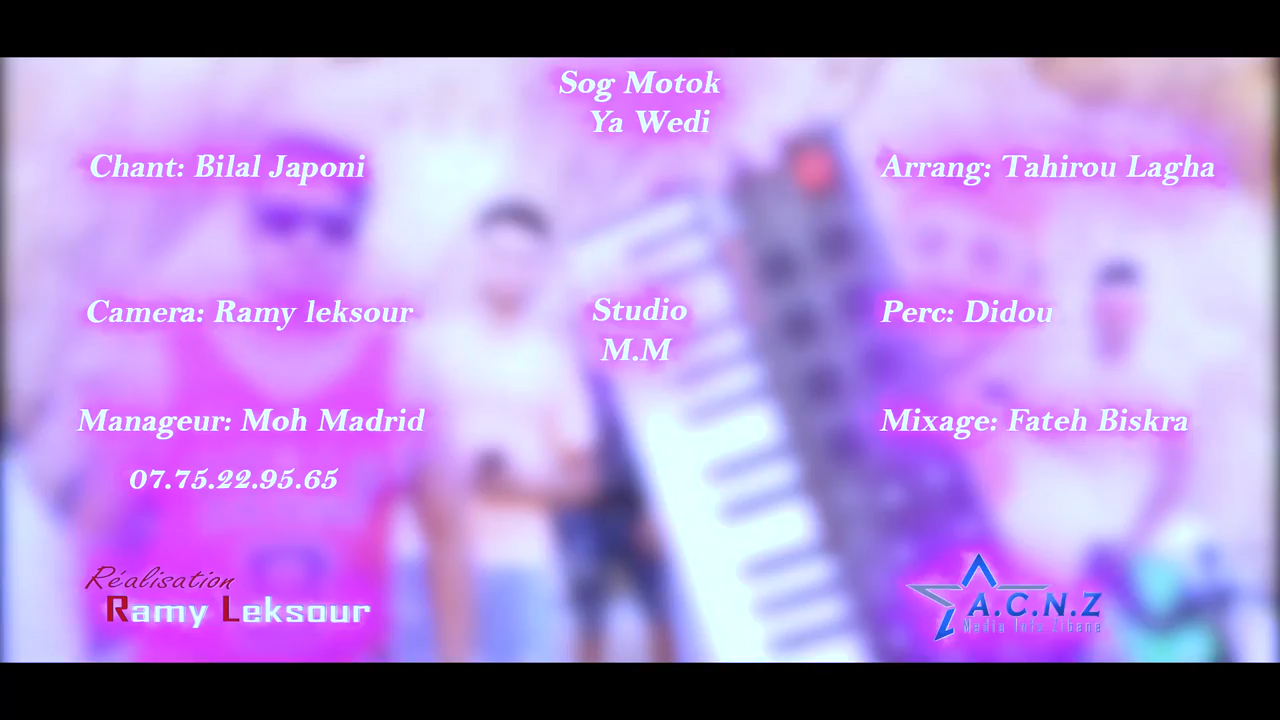 Sog Motok
Ya Wedi
Chant: Bilal Japoni
Arrang: Tahirou Lagha
Camera: Ramy leksour
Studio
M.M
Perc: Didou
Manageur: Moh Madrid
07.75.22.95.65
Mixage: Fateh Biskra
Réalisation
Ramy Leksour
A.C.N.Z
Media